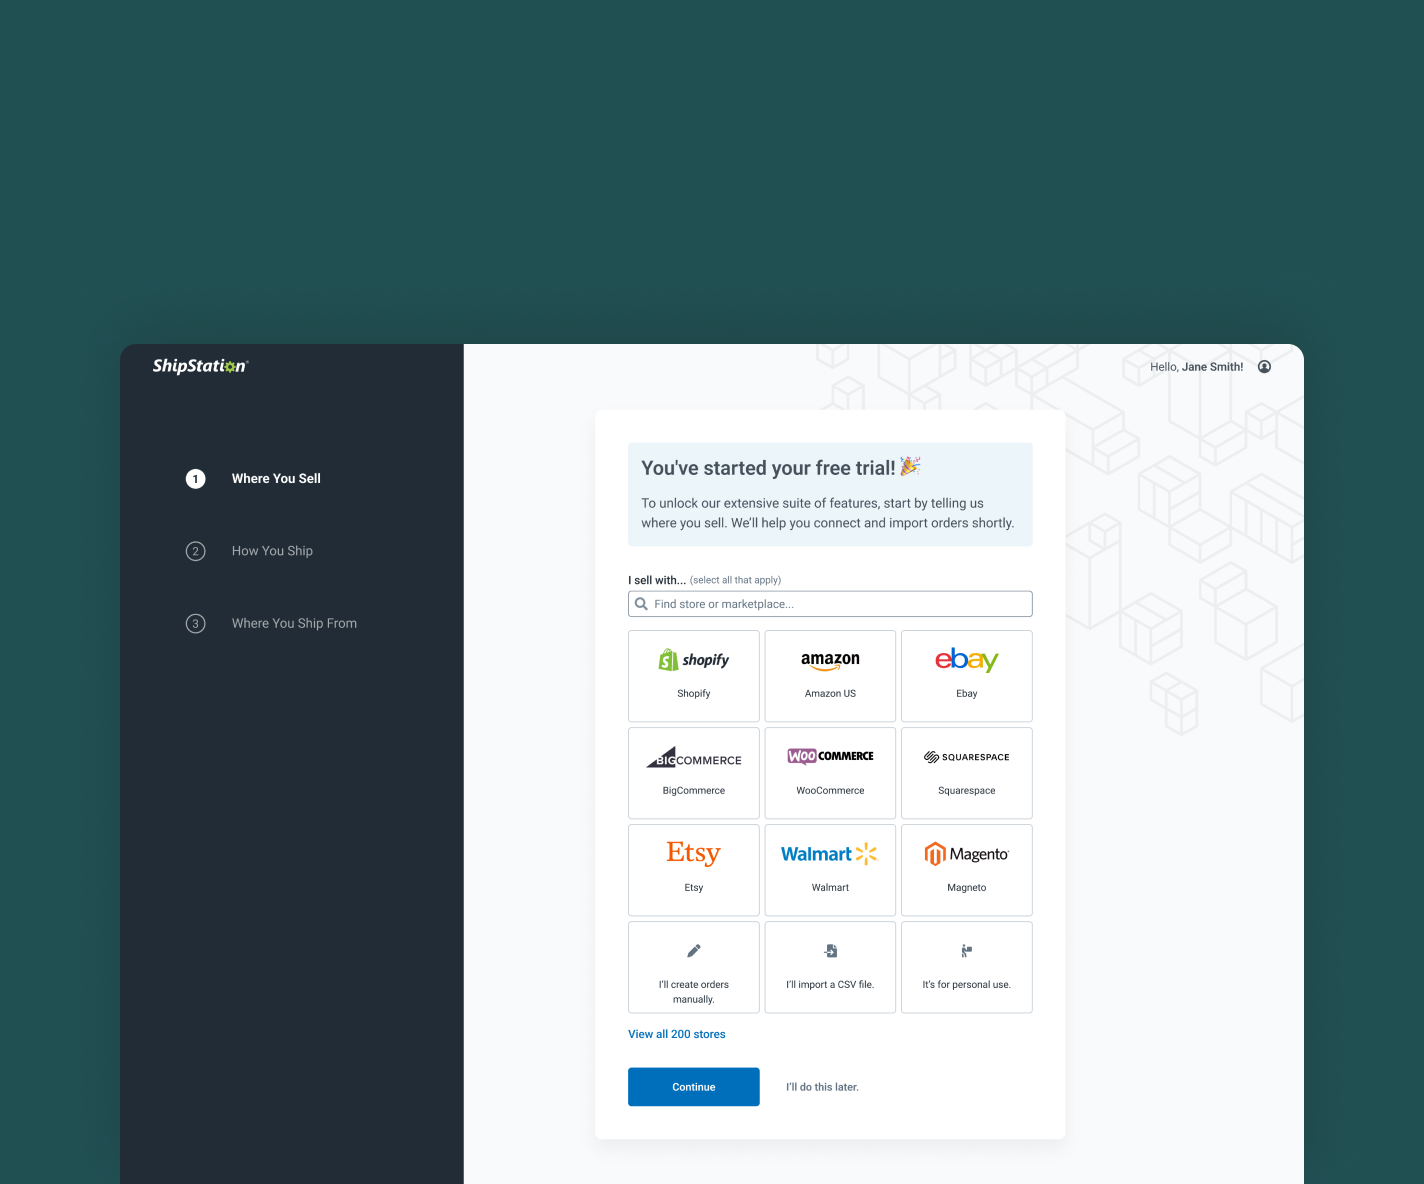 ShipStation
Hello, Jane Smith!
1 Where You Sell
2 How You Ship
3 Where You Ship From
You've started your free trial! 🎉
To unlock our extensive suite of features, start by telling us
where you sell. We'll help you connect and import orders shortly.
I sell with... (select all that apply)
Find store or marketplace...
shopify amazon ebay
Shopify Amazon US Ebay
BIGCOMMERCE WOO COMMERCE SQUARESPACE
BigCommerce WooCommerce Squarespace
Etsy Walmart Magento
Etsy Walmart Magneto
I'll create orders
manually.
I'll import a CSV file.
It's for personal use.
View all 200 stores
Continue I'll do this later.